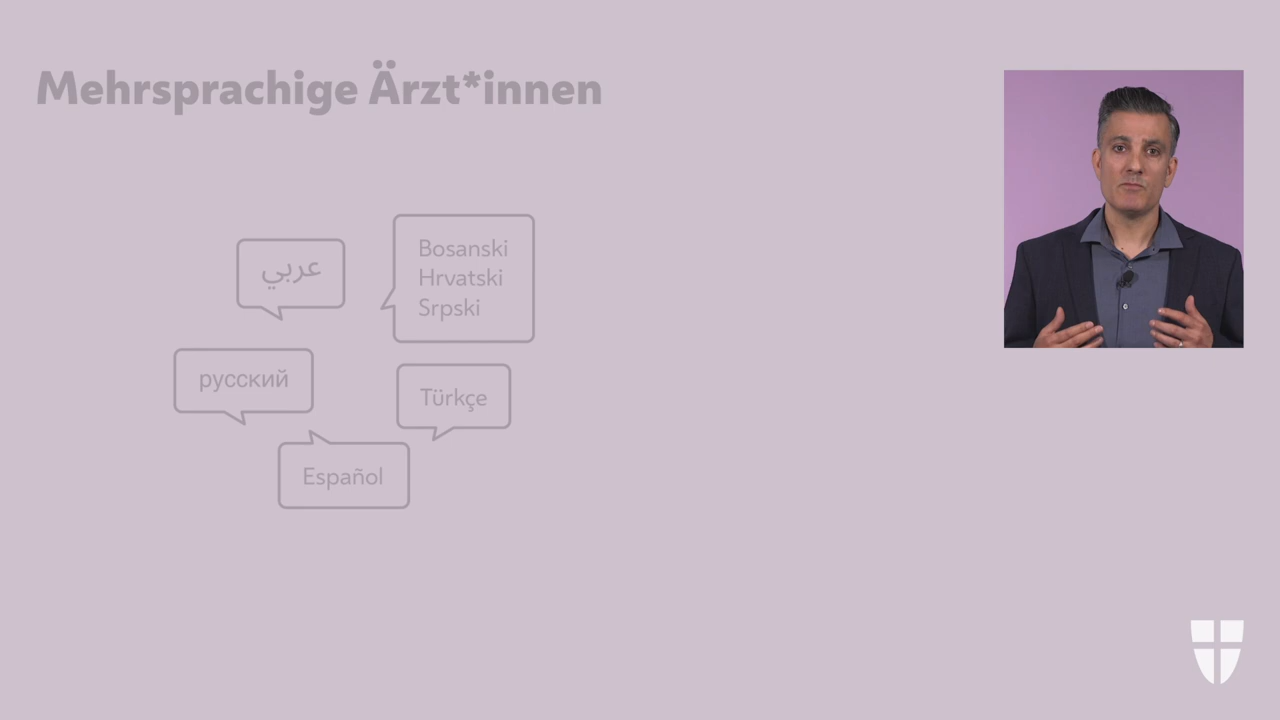 Mehrsprachige Ärzt*innen
عربي
Bosanski
Hrvatski
Srpski
русский
Türkçe
Español